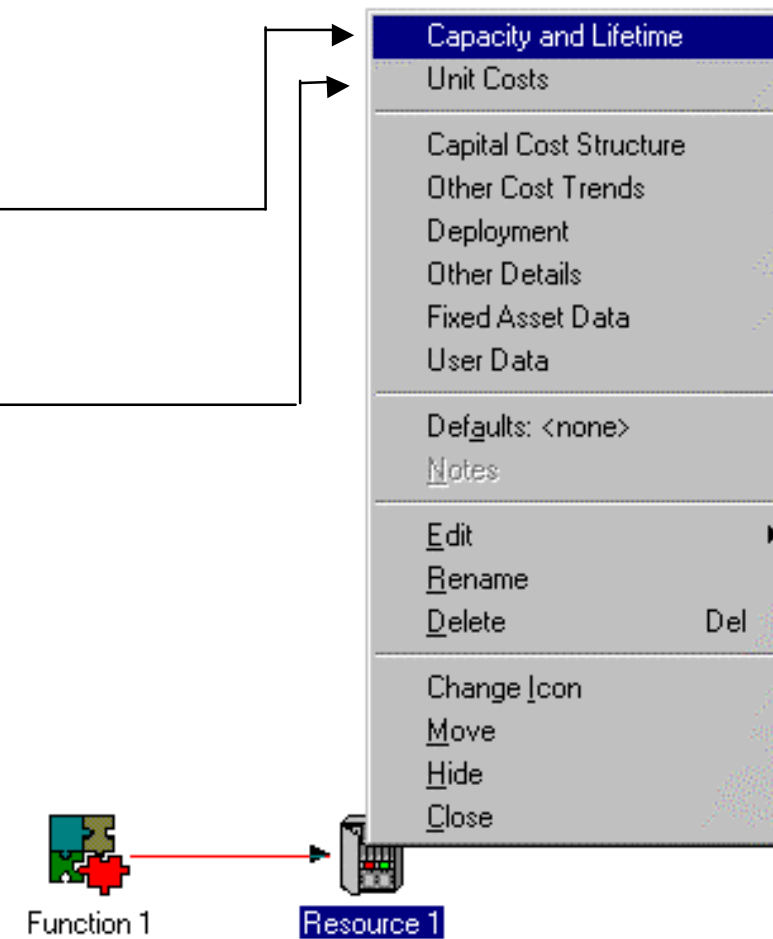 Capacity and Lifetime
Unit Costs
Capital Cost Structure
Other Cost Trends
Deployment
Other Details
Fixed Asset Data
User Data
Defaults: <none>
Notes
Edit
Rename
Delete Del
Change Icon
Move
Hide
Close
Function 1 Resource 1